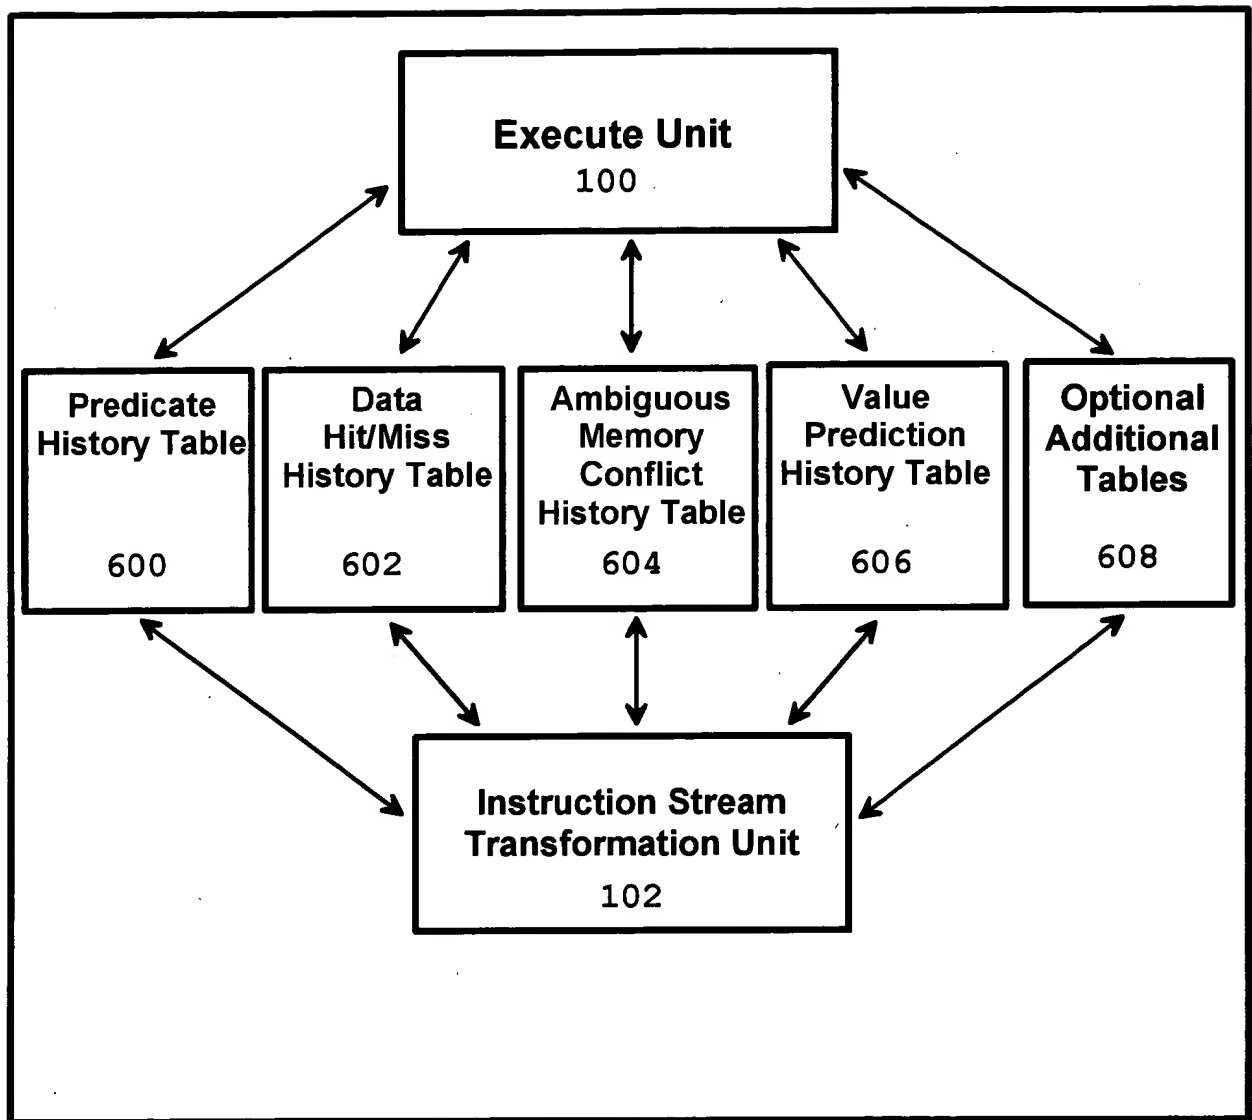 Execute Unit
100
Predicate
History Table
600
Data
Hit/Miss
History Table
602
Ambiguous
Memory
Conflict
History Table
604
Value
Prediction
History Table
606
Optional
Additional
Tables
608
Instruction Stream
Transformation Unit
102